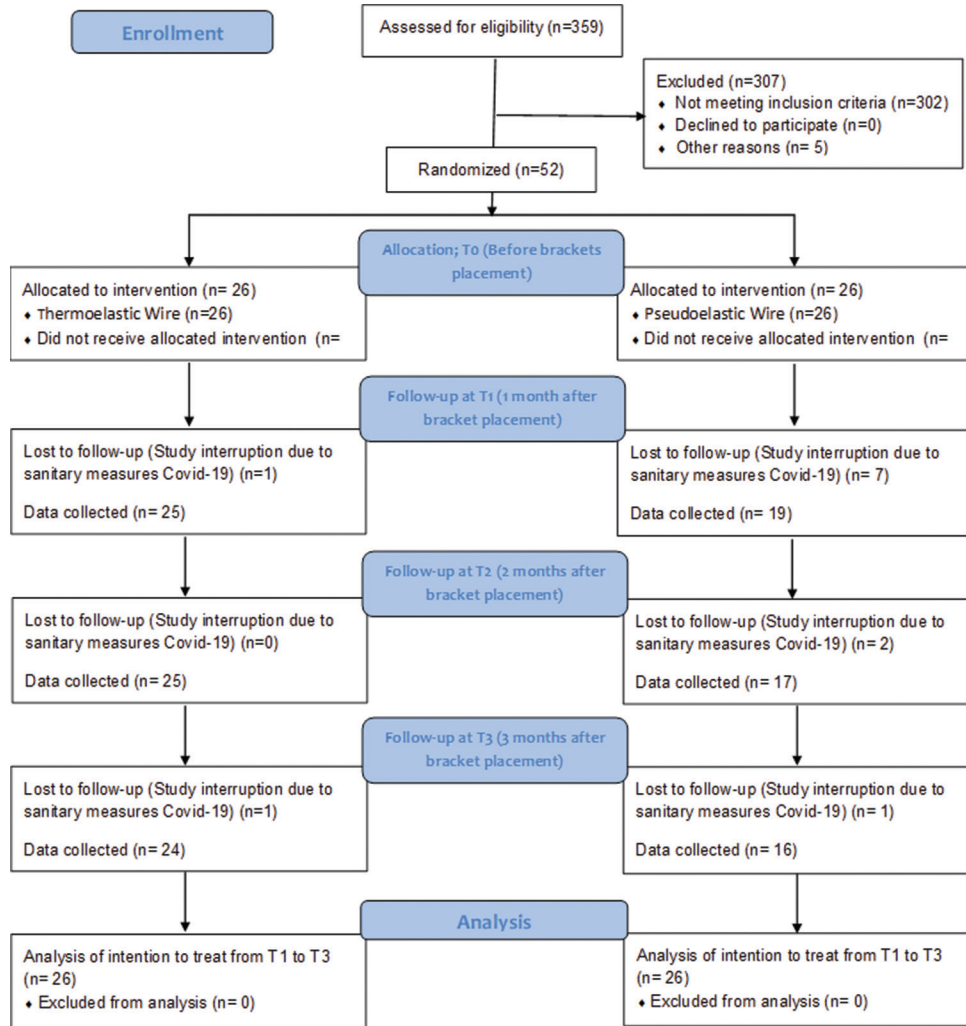 Enrollment
Assessed for eligibility (n=359)
Excluded (n=307)
♦ Not meeting inclusion criteria (n=302)
♦ Declined to participate (n=0)
♦ Other reasons (n= 5)
Randomized (n=52)
Allocation; T0 (Before brackets
placement)
Allocated to intervention (n= 26)
♦ Thermoelastic Wire (n=26)
♦ Did not receive allocated intervention (n=
Allocated to intervention (n= 26)
♦ Pseudoelastic Wire (n=26)
♦ Did not receive allocated intervention (n=
Follow-up at T1 (1 month after
bracket placement)
Lost to follow-up (Study interruption due to
sanitary measures Covid-19) (n=1)
Data collected (n= 25)
Lost to follow-up (Study interruption due to
sanitary measures Covid-19) (n= 7)
Data collected (n= 19)
Follow-up at T2 (2 months after
bracket placement)
Lost to follow-up (Study interruption due to
sanitary measures Covid-19) (n=0)
Data collected (n= 25)
Lost to follow-up (Study interruption due to
sanitary measures Covid-19) (n= 2)
Data collected (n= 17)
Follow-up at T3 (3 months after
bracket placement)
Lost to follow-up (Study interruption due to
sanitary measures Covid-19) (n=1)
Data collected (n= 24)
Lost to follow-up (Study interruption due to
sanitary measures Covid-19) (n= 1)
Data collected (n= 16)
Analysis
Analysis of intention to treat from T1 to T3
(n= 26)
♦ Excluded from analysis (n= 0)
Analysis of intention to treat from T1 to T3
(n= 26)
♦ Excluded from analysis (n= 0)